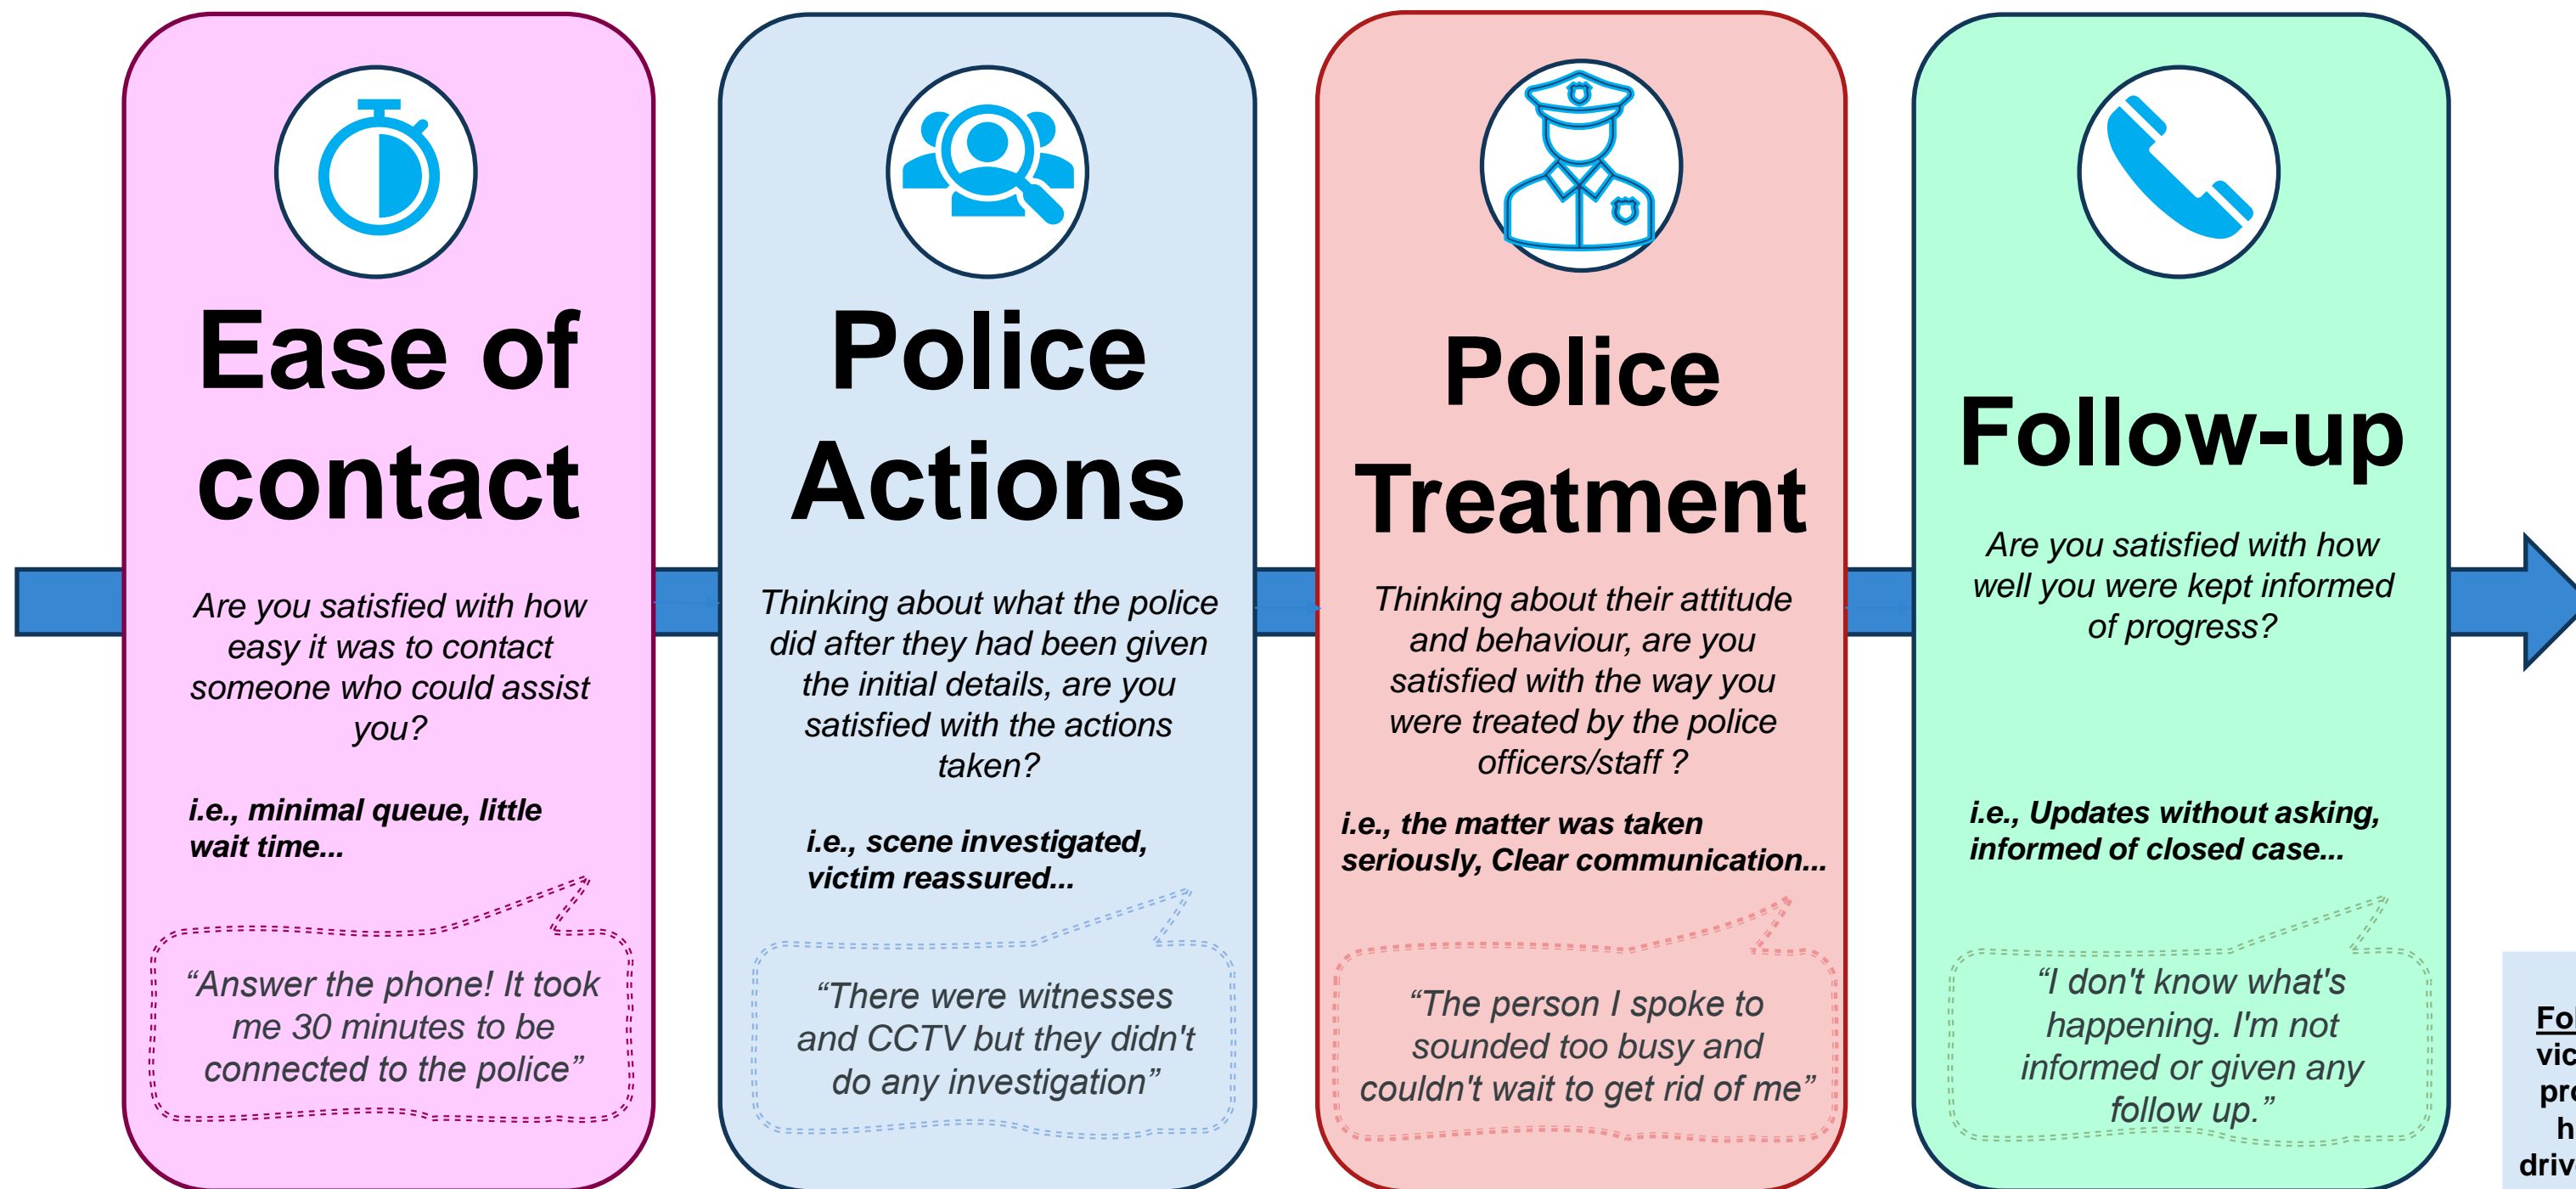 Ease of
contact
Are you satisfied with how
easy it was to contact
someone who could assist
you?
i.e., minimal queue, little
wait time...
“Answer the phone! It took
me 30 minutes to be
connected to the police”
Police
Actions
Thinking about what the police
did after they had been given
the initial details, are you
satisfied with the actions
taken?
i.e., scene investigated,
victim reassured...
“There were witnesses
and CCTV but they didn't
do any investigation”
Police
Treatment
Thinking about their attitude
and behaviour, are you
satisfied with the way you
were treated by the police
officers/staff ?
i.e., the matter was taken
seriously, Clear communication...
“The person I spoke to
sounded too busy and
couldn't wait to get rid of me”
Follow-up
Are you satisfied with how
well you were kept informed
of progress?
i.e., Updates without asking,
informed of closed case...
“I don't know what's
happening. I'm not
informed or given any
follow up.”